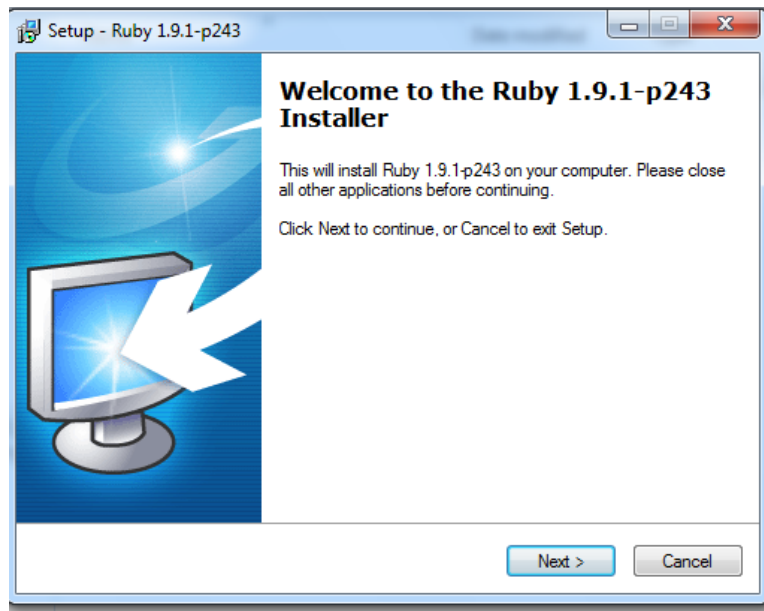 Setup - Ruby 1.9.1-p243
Welcome to the Ruby 1.9.1-p243
Installer
This will install Ruby 1.9.1-p243 on your computer. Please close
all other applications before continuing.
Click Next to continue, or Cancel to exit Setup.
Next >
Cancel